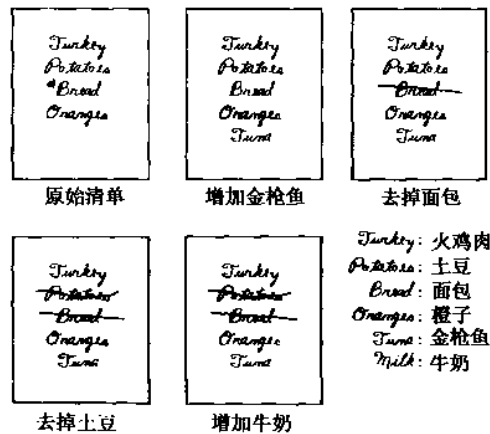 Turkey
Potatoes
Bread
Oranges
原始清单
Turkey
Potatoes
Bread
Oranges
Tuna
增加金枪鱼
Turkey
Potatoes
Bread
Oranges
Tuna
去掉面包
Turkey
Potatoes
Bread
Oranges
Tuna
去掉土豆
Turkey
Potatoes
Bread
Oranges
Tuna
增加牛奶
Turkey: 火鸡肉
Potatoes: 土豆
Bread: 面包
Oranges: 橙子
Tuna: 金枪鱼
Milk: 牛奶